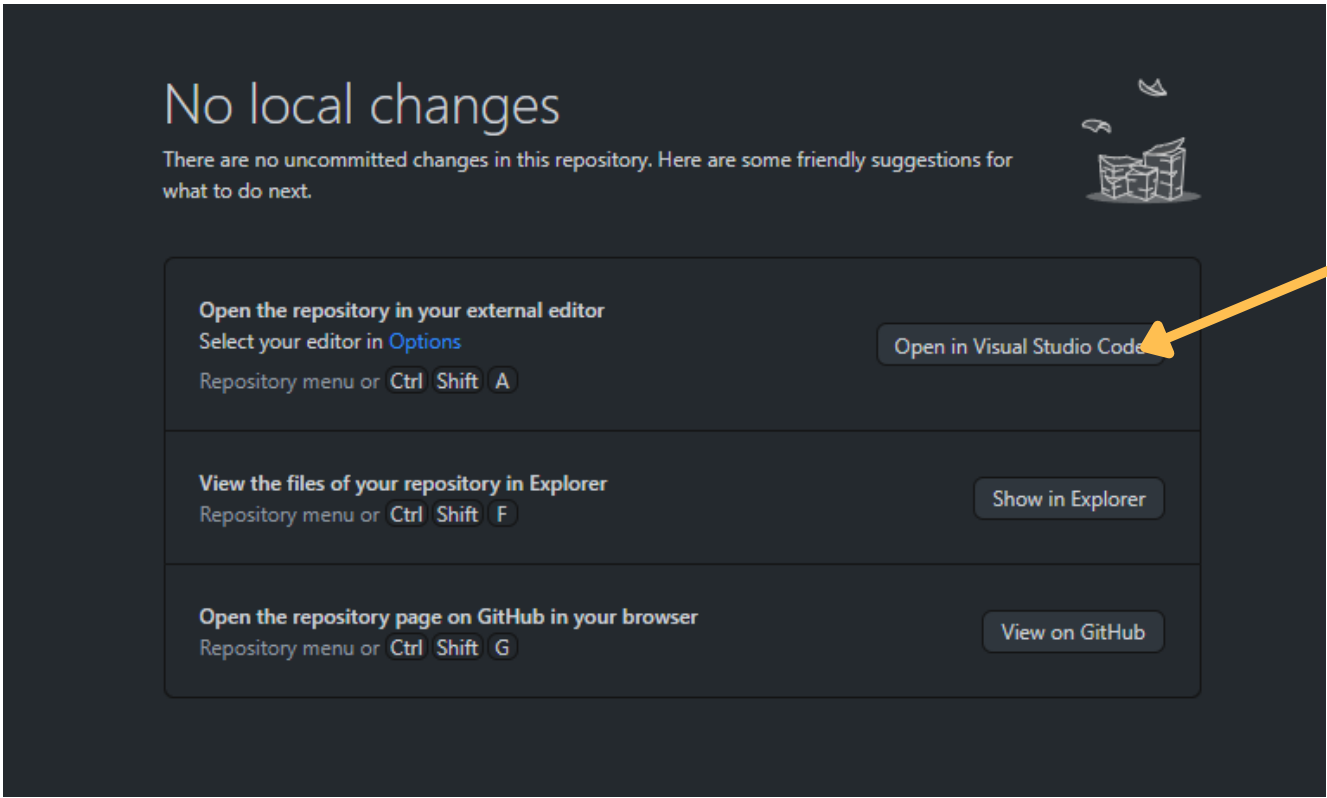 No local changes
There are no uncommitted changes in this repository. Here are some friendly suggestions for
what to do next.
Open the repository in your external editor
Select your editor in Options
Repository menu or Ctrl Shift A
Open in Visual Studio Code
View the files of your repository in Explorer
Repository menu or Ctrl Shift F
Show in Explorer
Open the repository page on GitHub in your browser
Repository menu or Ctrl Shift G
View on GitHub